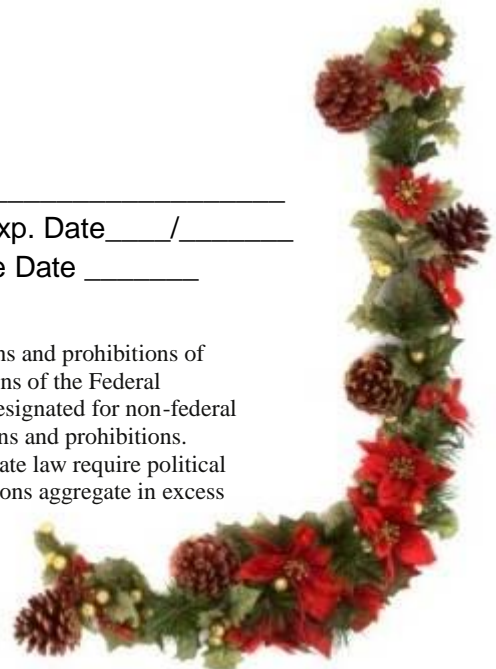 ___________________
xp. Date____/_______
e Date _______
ns and prohibitions of
ns of the Federal
esignated for non-federal
ns and prohibitions.
ate law require political
ons aggregate in excess